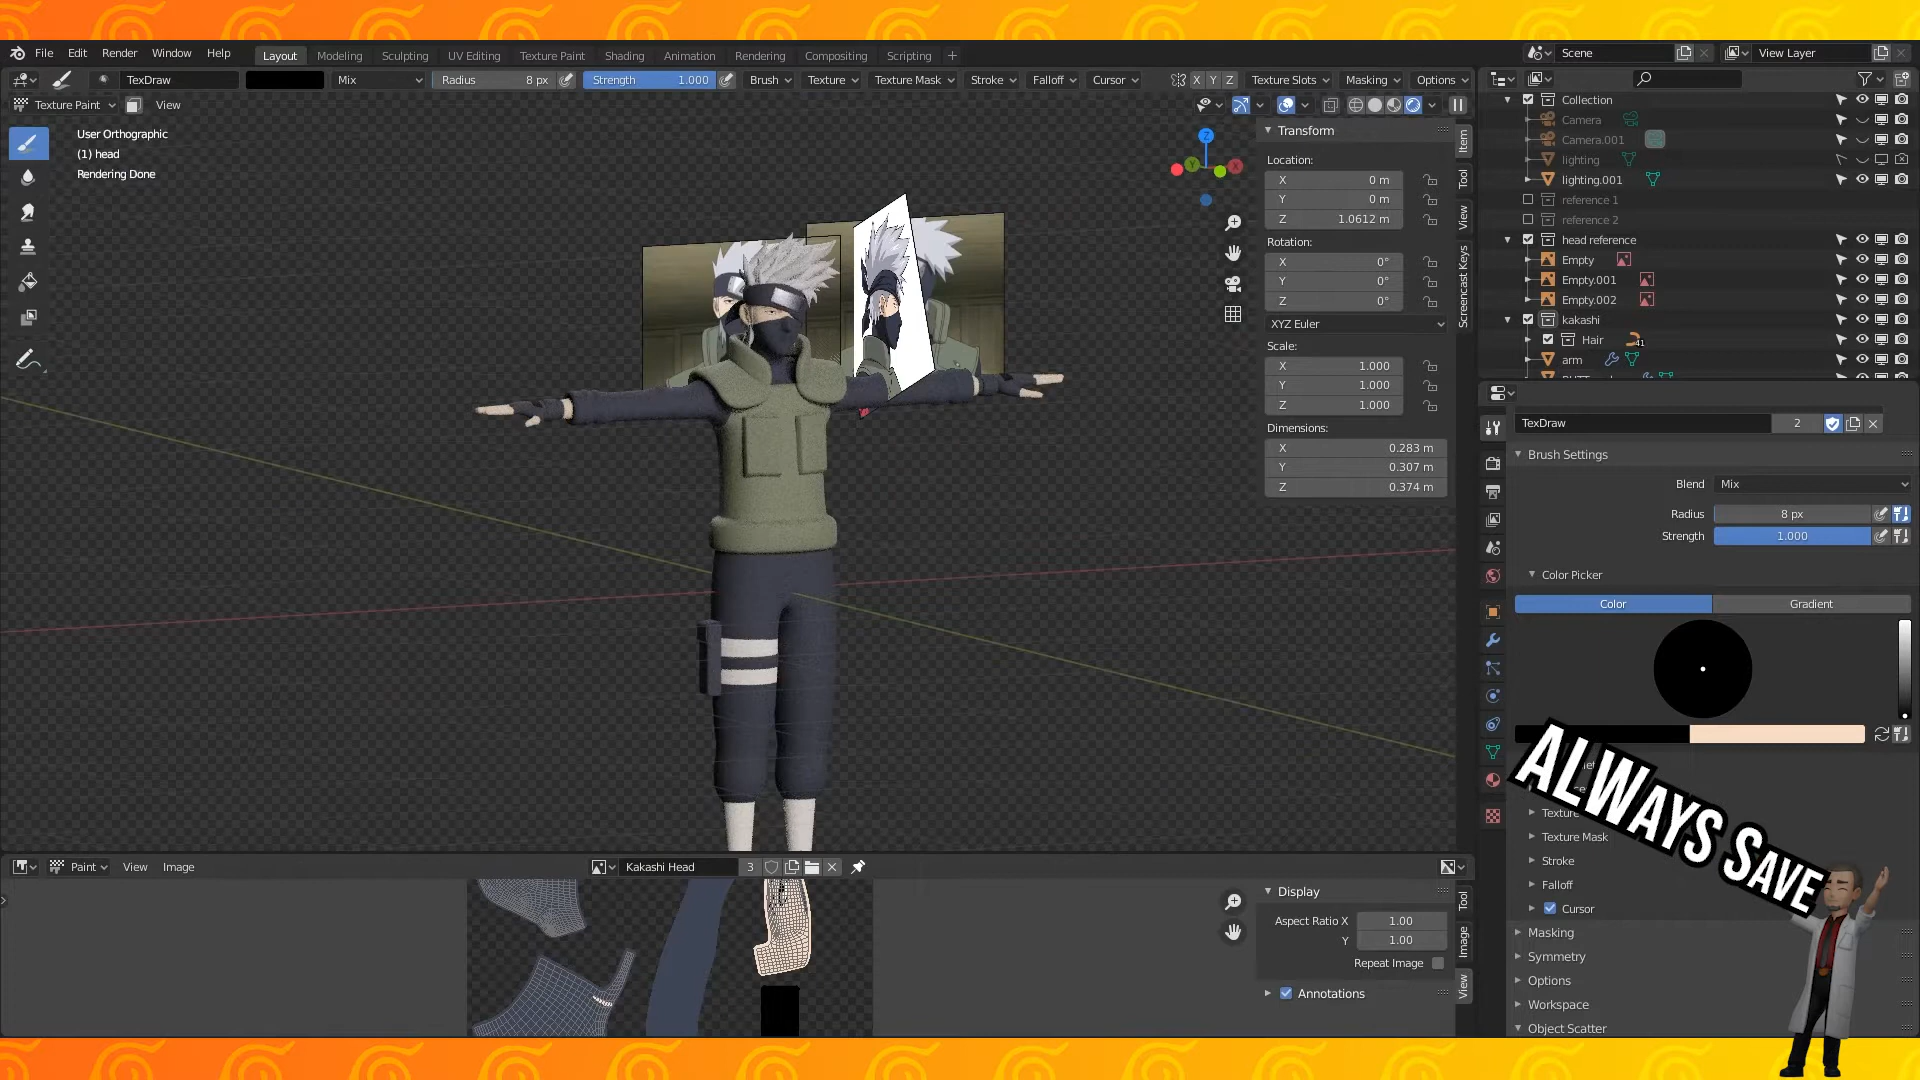 File Edit Render Window Help Layout Modeling Sculpting UV Editing Texture Paint Shading Animation Rendering Compositing Scripting +
Scene
View Layer
TexDraw Mix Radius 8 px Strength 1.000 Brush Texture Texture Mask Stroke Falloff Cursor X Y Z Texture Slots Masking Options
Texture Paint View
User Orthographic
(1) head
Rendering Done
Transform
Location:
X 0 m
Y 0 m
Z 1.0612 m
Rotation:
X 0°
Y 0°
Z 0°
XYZ Euler
Scale:
X 1.000
Y 1.000
Z 1.000
Dimensions:
X 0.283 m
Y 0.307 m
Z 0.374 m
Item
Tool
View
Screencast Keys
Collection
Camera
Camera.001
lighting
lighting.001
reference 1
reference 2
head reference
Empty
Empty.001
Empty.002
kakashi
Hair 41
arm
TexDraw 2
Brush Settings
Blend Mix
Radius 8 px
Strength 1.000
Color Picker
Color Gradient
Texture
Texture Mask
Stroke
Falloff
Cursor
Masking
Symmetry
Options
Workspace
Object Scatter
ALWAYS SAVE
Paint View Image Kakashi Head 3
Display
Aspect Ratio X 1.00
Y 1.00
Repeat Image
Annotations
Tool
Image
View